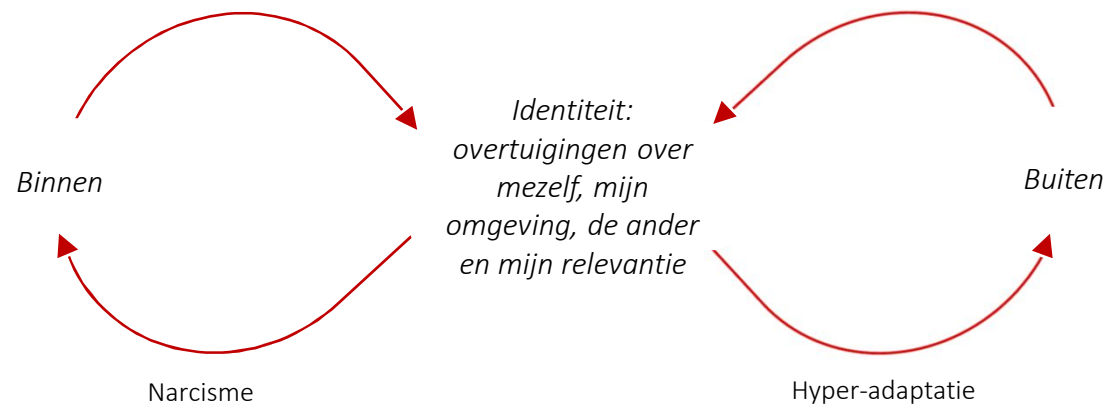 Binnen
Identiteit:
overtuigingen over
mezelf, mijn
omgeving, de ander
en mijn relevantie
Buiten
Narcisme
Hyper-adaptatie